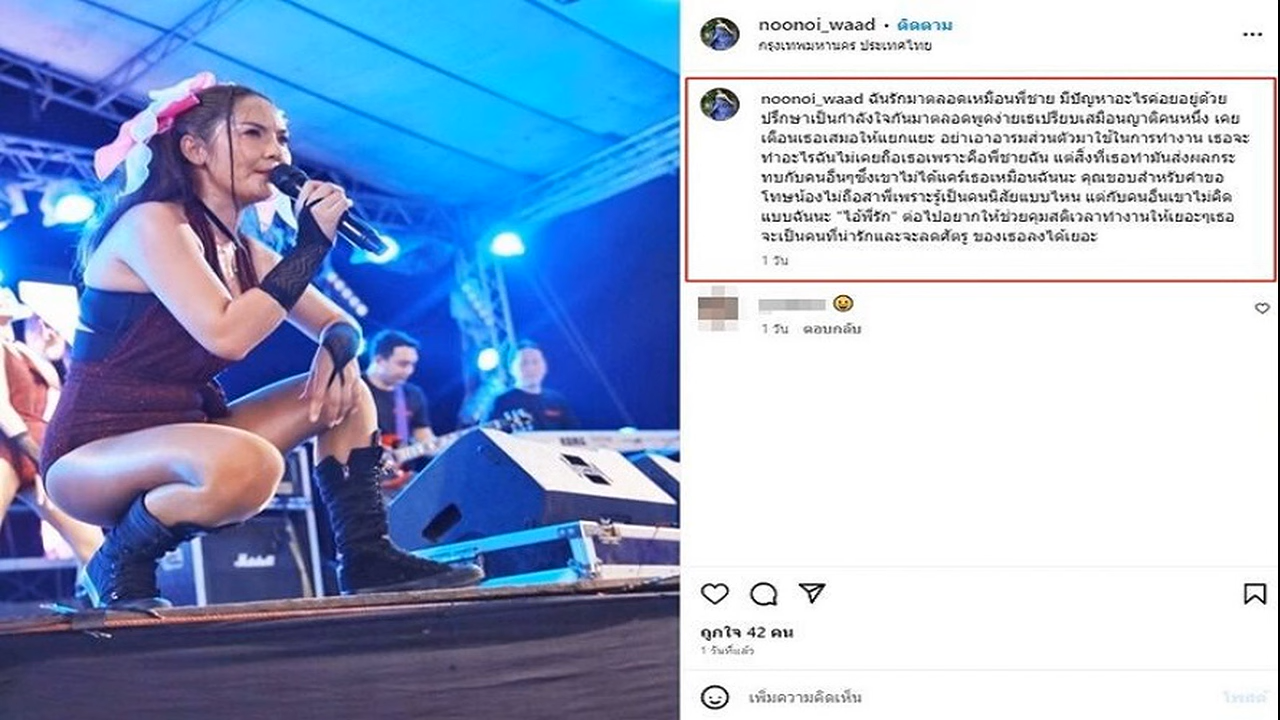 noonoi_waad • ติดตาม
กรุงเทพมหานคร ประเทศไทย
noonoi_waad ฉันรักมาตลอดเหมือนพี่ชาย มีปัญหาอะไรค่อยอยู่ด้วย
ปรึกษาเป็นกำลังใจกันมาตลอดพูดง่ายเธเปรียบเสมือนญาติคนหนึ่ง เคย
เตือนเธอเสมอให้แยกแยะ อย่าเอาอารมส่วนตัวมาใช้ในการทำงาน เธอจะ
ทำอะไรฉันไม่เคยถือเธอเพราะคือพี่ชายฉัน แต่สิ่งที่เธอทำมันส่งผลกระ
ทบกับคนอื่นๆซึ่งเขาไม่ได้แคร์เธอเหมือนฉันนะ คุณขอบสำหรับคำขอ
โทษน้องไม่ถือสาพี่เพราะรู้เป็นคนนิสัยแบบไหน แต่กับคนอื่นเขาไม่คิด
แบบฉันนะ "ไอ้พี่รัก" ต่อไปอยากให้ช่วยคุมสติเวลาทำงานให้เยอะๆเธอ
จะเป็นคนที่น่ารักและจะลดศัตรู ของเธอลงได้เยอะ
1 วัน
1 วัน ตอบกลับ
KORG
Marshall
ถูกใจ 42 คน
1 วันที่แล้ว
เพิ่มความคิดเห็น
โพสต์